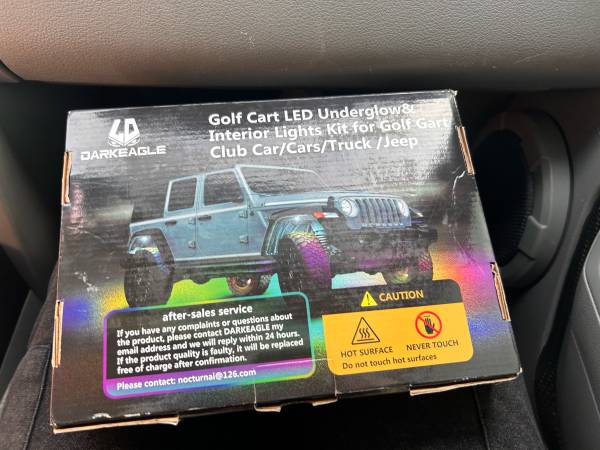 DARKEAGLE
Golf Cart LED Underglow&
Interior Lights Kit for Golf Gart
Club Car/Cars/Truck /Jeep
after-sales service
If you have any complaints or questions about
the product, please contact DARKEAGLE my
email address and we will reply within 24 hours.
If the product quality is faulty, it will be replaced
free of charge after confirmation.
Please contact: nocturnai@126.com
CAUTION
HOT SURFACE
NEVER TOUCH
Do not touch hot surfaces